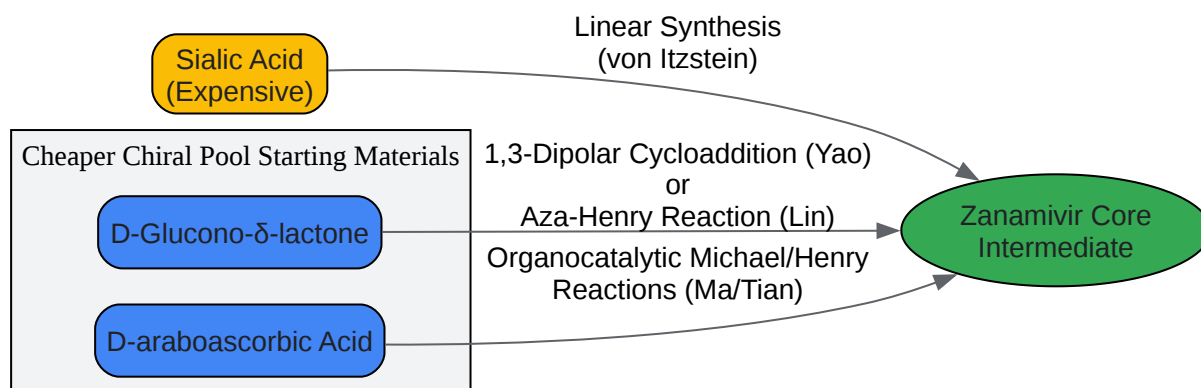 Linear Synthesis
(von Itzstein)
Sialic Acid
(Expensive)
Cheaper Chiral Pool Starting Materials
1,3-Dipolar Cycloaddition (Yao)
or
Aza-Henry Reaction (Lin)
D-Glucono-δ-lactone
Zanamivir Core
Intermediate
Organocatalytic Michael/Henry
Reactions (Ma/Tian)
D-araboascorbic Acid